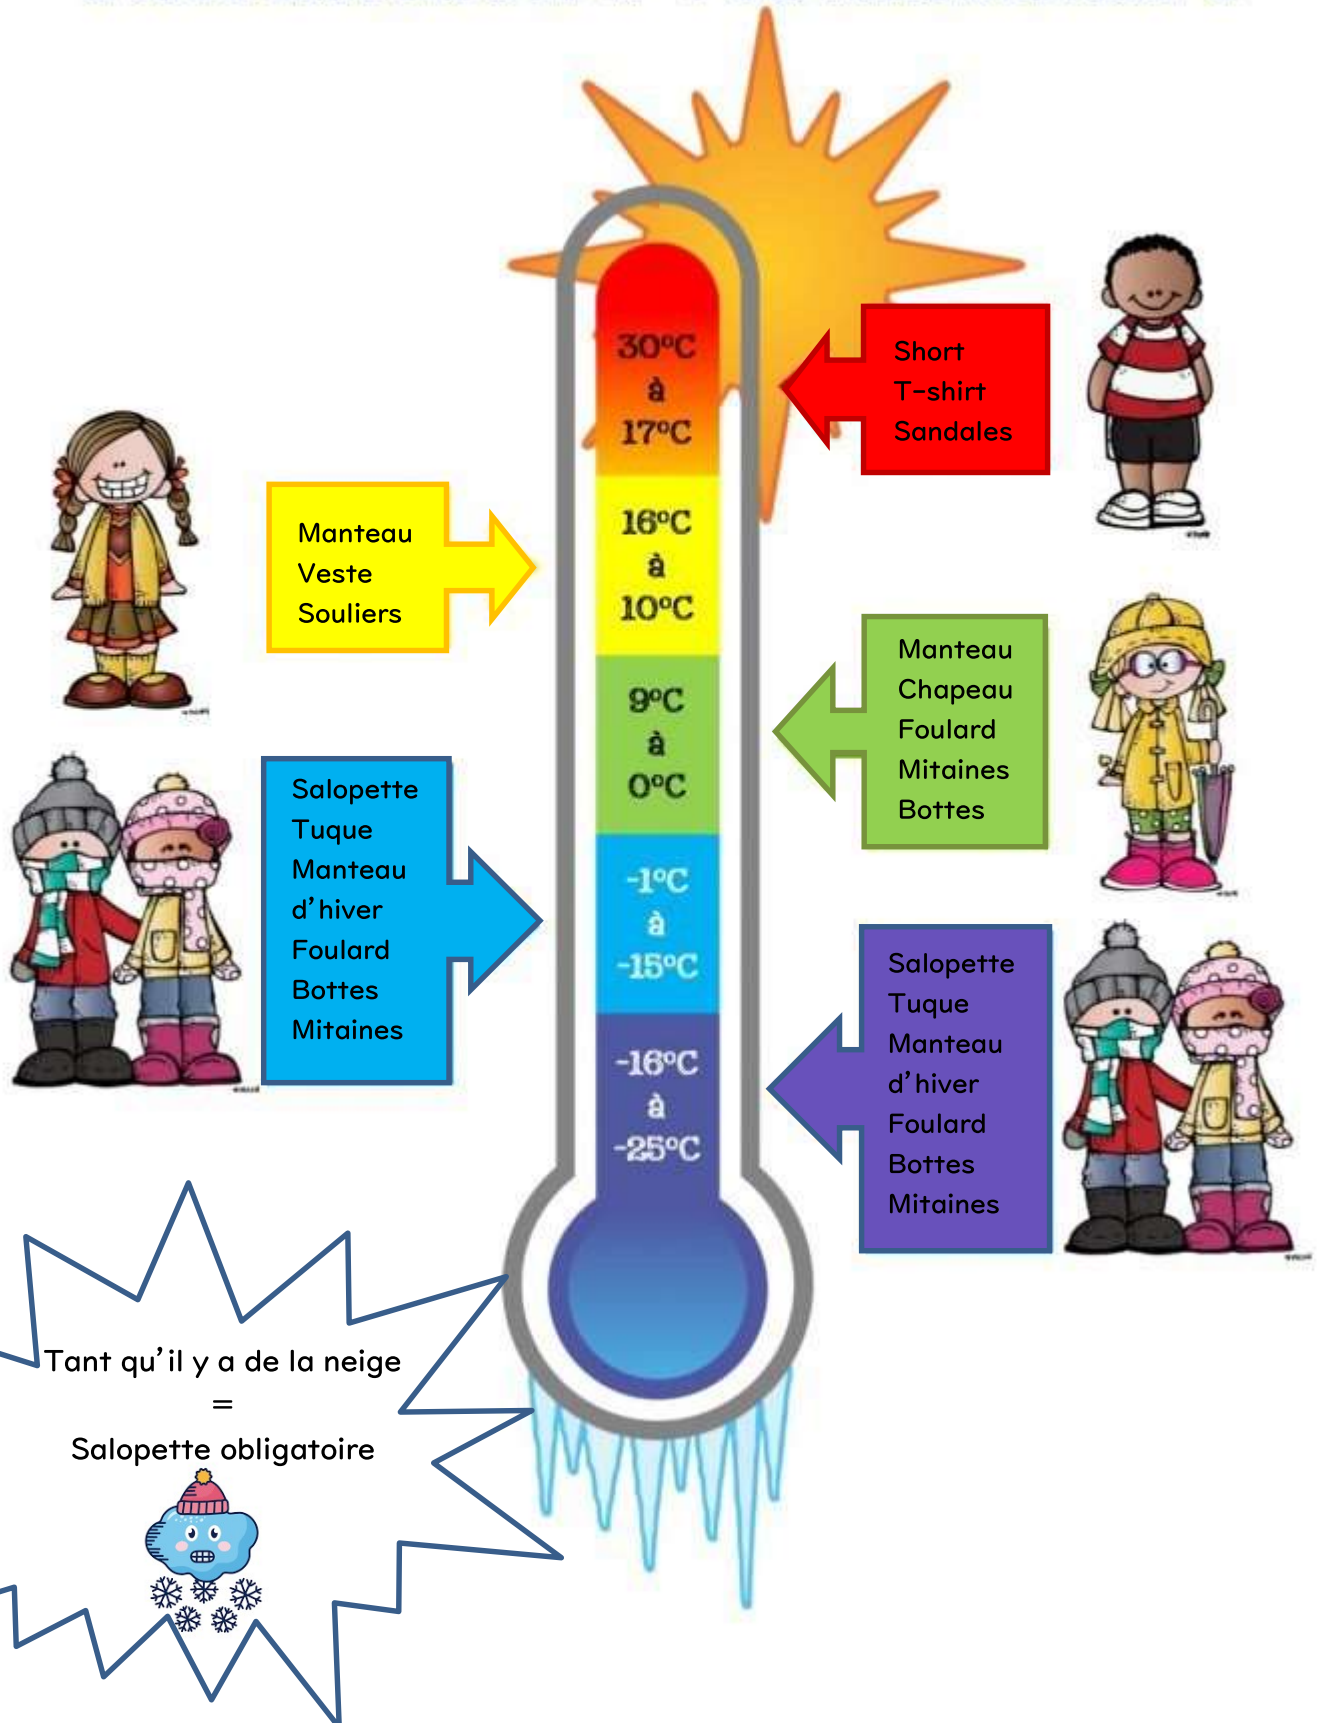 30°C
à
17°C
Short
T-shirt
Sandales
16°C
à
10°C
Manteau
Veste
Souliers
9°C
à
0°C
Manteau
Chapeau
Foulard
Mitaines
Bottes
-1°C
à
-15°C
Salopette
Tuque
Manteau
d'hiver
Foulard
Bottes
Mitaines
-16°C
à
-25°C
Salopette
Tuque
Manteau
d'hiver
Foulard
Bottes
Mitaines
Tant qu'il y a de la neige
=
Salopette obligatoire